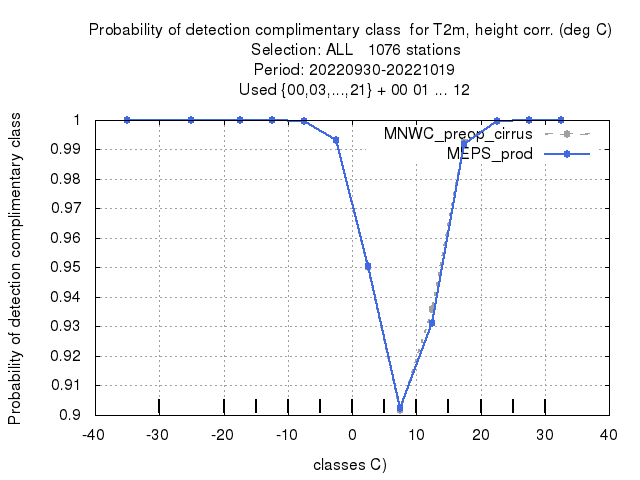 Probability of detection complimentary class  for T2m, height corr. (deg C)
Selection: ALL   1076 stations
Period: 20220930-20221019
Used {00,03,...,21} + 00 01 ... 12
Probability of detection complimentary class
1
0.99
0.98
0.97
0.96
0.95
0.94
0.93
0.92
0.91
0.9
MNWC_preop_cirrus
MEPS_prod
-40 -30 -20 -10 0 10 20 30 40
classes C)